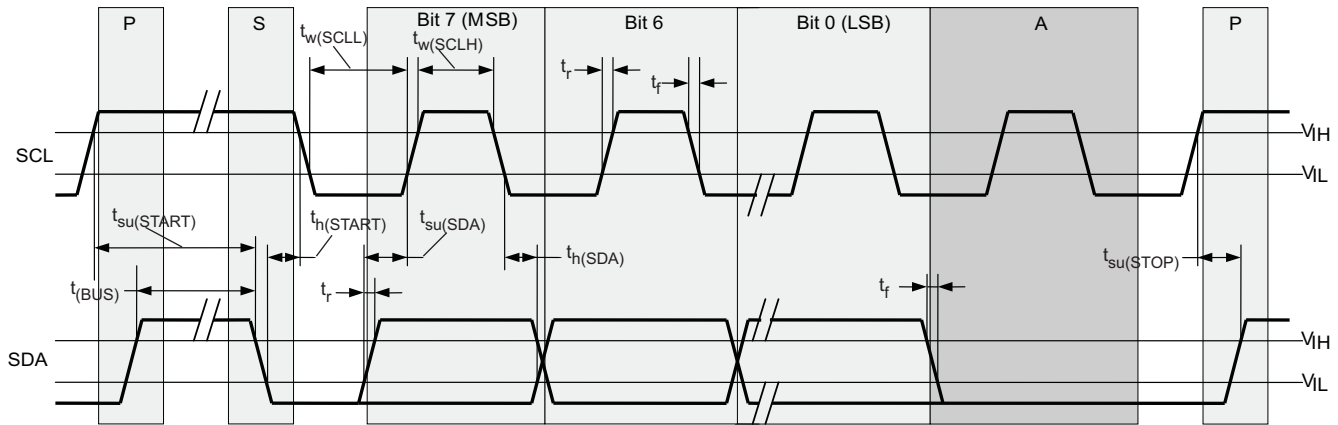 P S Bit 7 (MSB) Bit 6 Bit 0 (LSB) A P
tw(SCLL) tw(SCLH)
tr tf
SCL VIH
VIL
tsu(START) th(START) tsu(SDA) th(SDA) tsu(STOP)
t(BUS) tr tf
SDA VIH
VIL